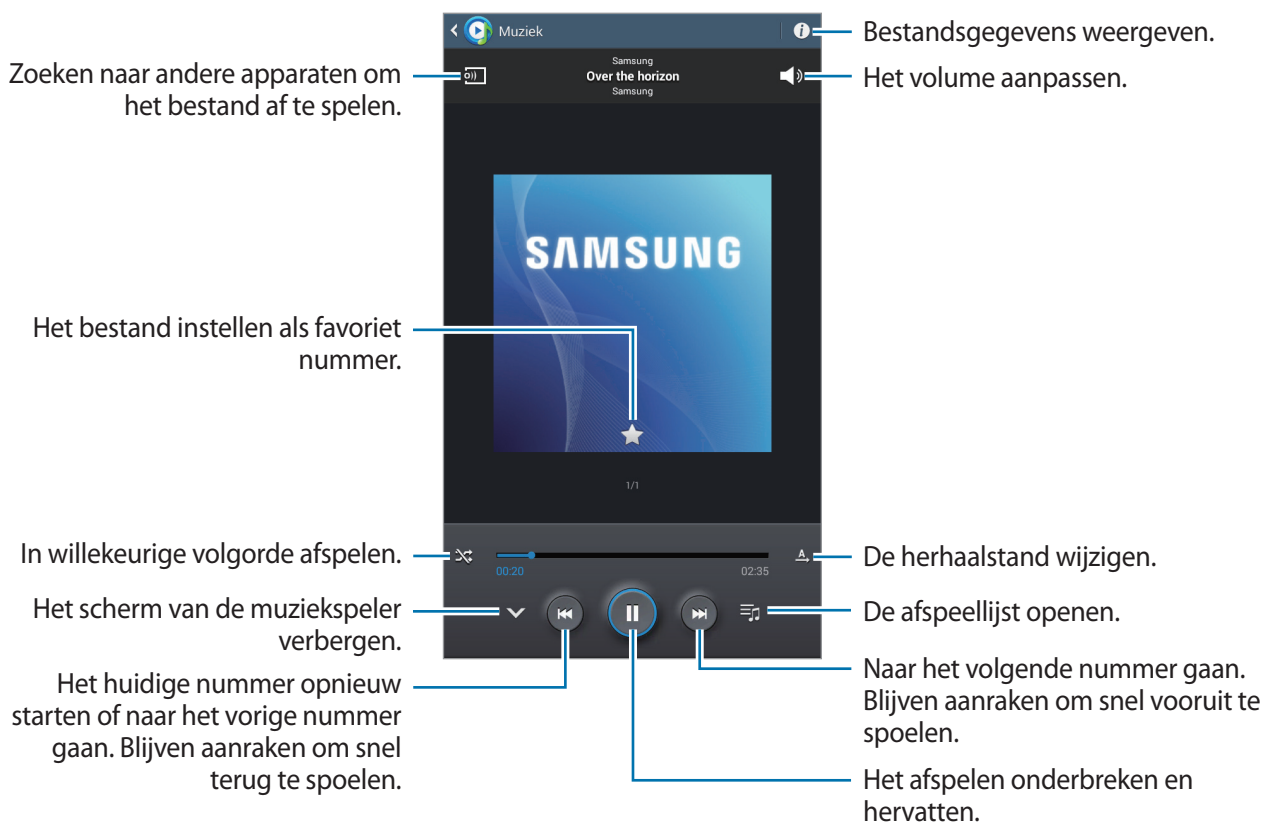 Muziek
Bestandsgegevens weergeven.
Zoeken naar andere apparaten om
het bestand af te spelen.
Samsung
Over the horizon
Samsung
Het volume aanpassen.
SAMSUNG
Het bestand instellen als favoriet
nummer.
1/1
In willekeurige volgorde afspelen.
00:20
02:35
A
De herhaalstand wijzigen.
Het scherm van de muziekspeler
verbergen.
De afspeellijst openen.
Het huidige nummer opnieuw
starten of naar het vorige nummer
gaan. Blijven aanraken om snel
terug te spoelen.
Naar het volgende nummer gaan.
Blijven aanraken om snel vooruit te
spoelen.
Het afspelen onderbreken en
hervatten.